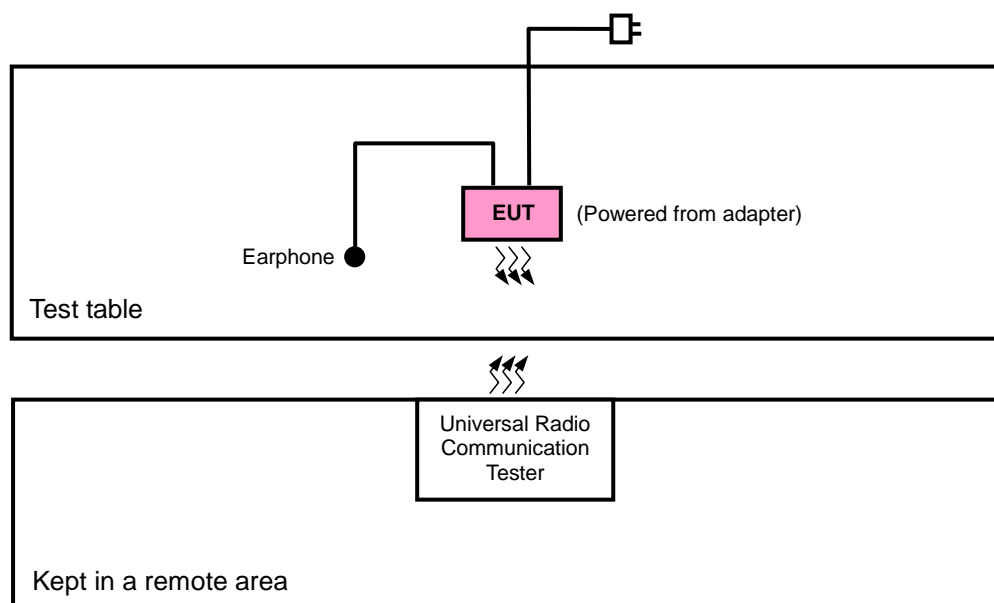 EUT
(Powered from adapter)
Earphone
Test table
Universal Radio
Communication
Tester
Kept in a remote area